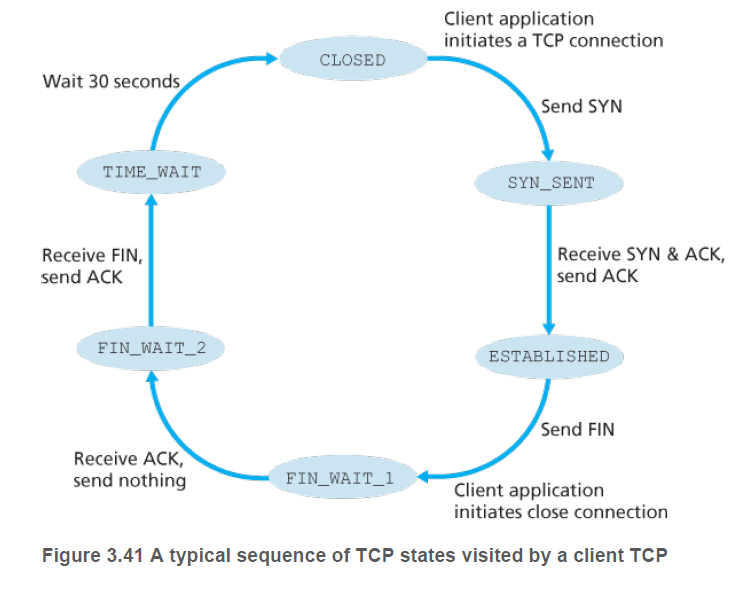 Client application
initiates a TCP connection
CLOSED
Wait 30 seconds
Send SYN
TIME_WAIT
SYN_SENT
Receive FIN,
send ACK
Receive SYN & ACK,
send ACK
FIN_WAIT_2
ESTABLISHED
Send FIN
Receive ACK,
send nothing
FIN_WAIT_1
Client application
initiates close connection
Figure 3.41 A typical sequence of TCP states visited by a client TCP